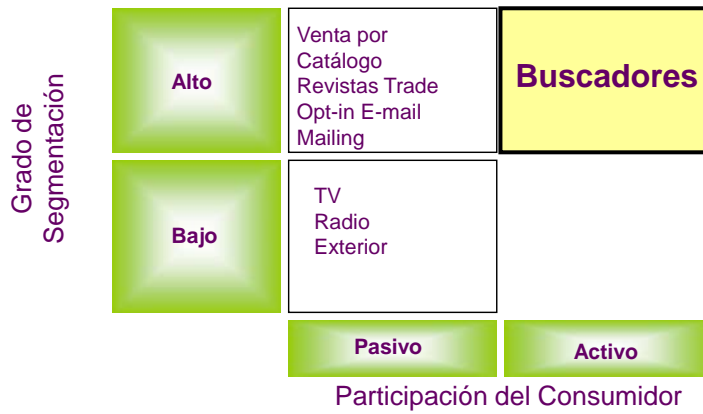 Grado de
Segmentación
Alto
Venta por
Catálogo
Revistas Trade
Opt-in E-mail
Mailing
Buscadores
Bajo
TV
Radio
Exterior
Pasivo
Activo
Participación del Consumidor